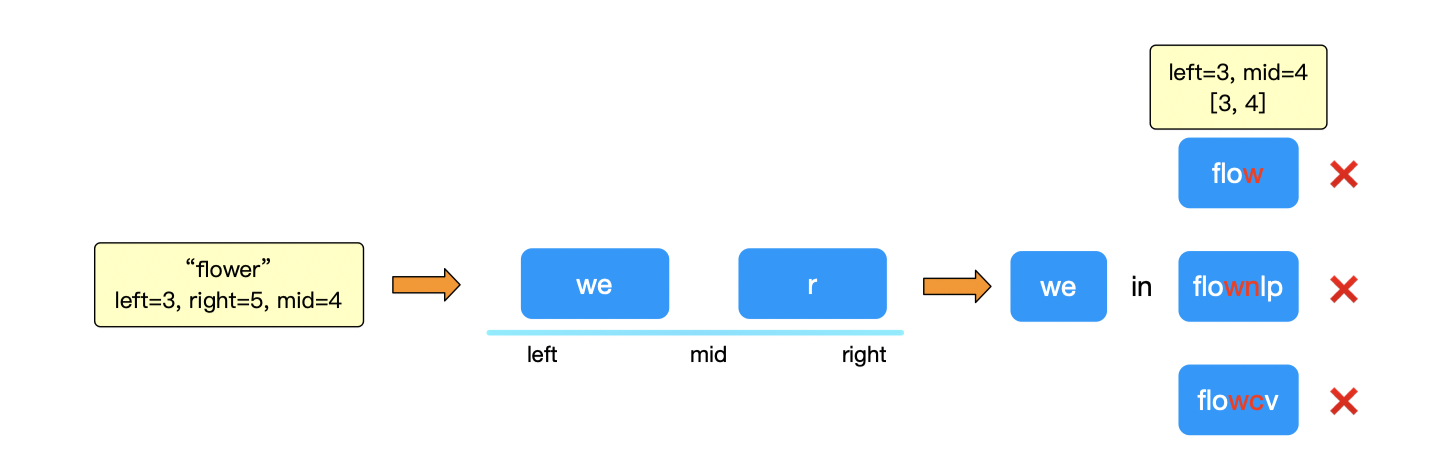 left=3, mid=4
[3, 4]
flow
“flower”
left=3, right=5, mid=4
we
r
left
mid
right
we
in
flownlp
flowcv